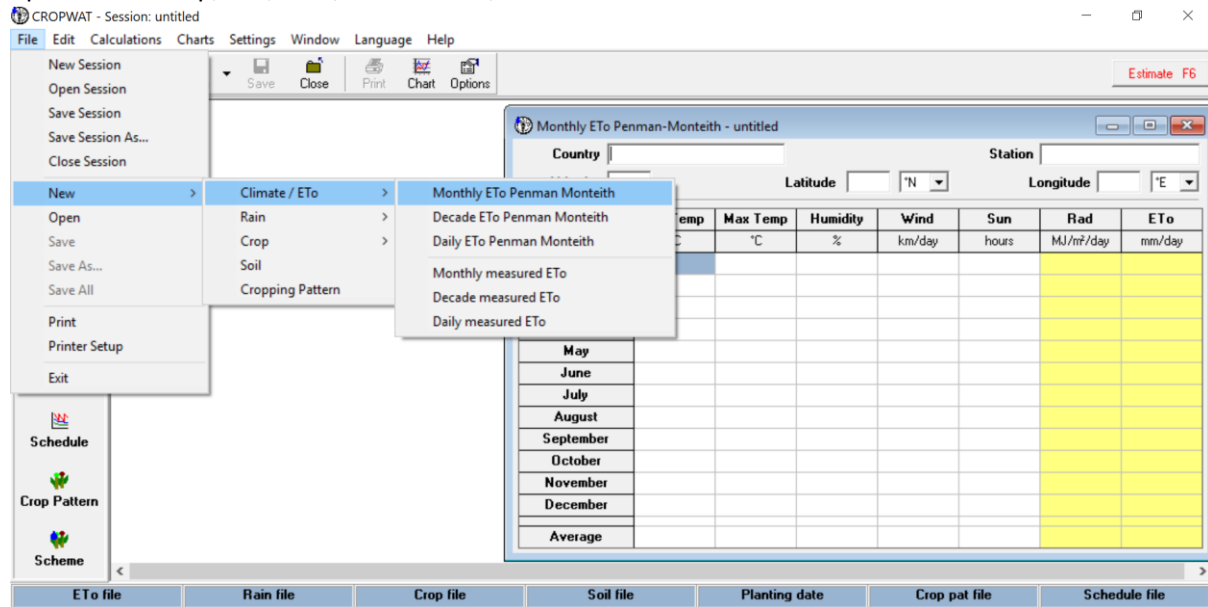 CROPWAT - Session: untitled
File Edit Calculations Charts Settings Window Language Help
Save Close Print Chart Options Estimate F6
New Session
Open Session
Save Session
Save Session As...
Close Session
New
Open
Save
Save As...
Save All
Print
Printer Setup
Exit
Climate / ETo
Rain
Crop
Soil
Cropping Pattern
Monthly ETo Penman Monteith
Decade ETo Penman Monteith
Daily ETo Penman Monteith
Monthly measured ETo
Decade measured ETo
Daily measured ETo
Monthly ETo Penman-Monteith - untitled
Country Station
Latitude °N Longitude °E
Max Temp Humidity Wind Sun Rad ETo
°C % km/day hours MJ/m²/day mm/day
May
June
July
August
September
October
November
December
Average
Schedule
Crop Pattern
Scheme
ETo file Rain file Crop file Soil file Planting date Crop pat file Schedule file